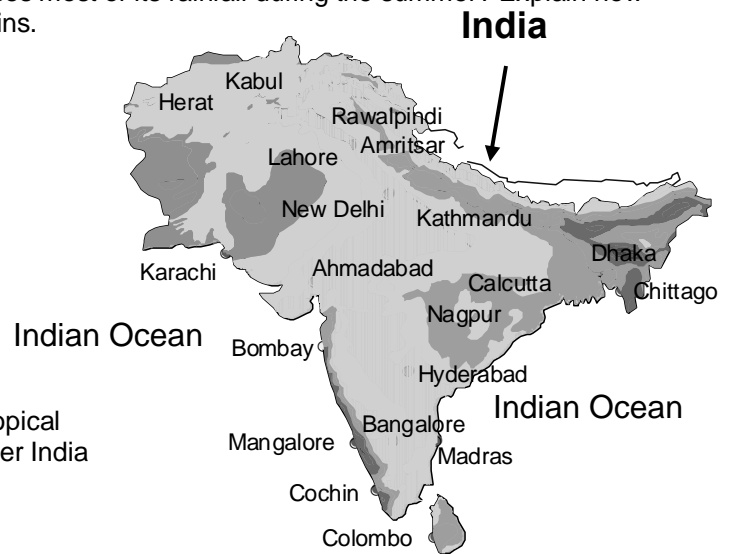 ins.
India
Kabul
Herat
Rawalpindi
Amritsar
Lahore
New Delhi
Kathmandu
Dhaka
Karachi
Ahmadabad
Calcutta
Chittago
Nagpur
Indian Ocean
Bombay
Hyderabad
Indian Ocean
opical
Bangalore
er India
Mangalore
Madras
Cochin
Colombo